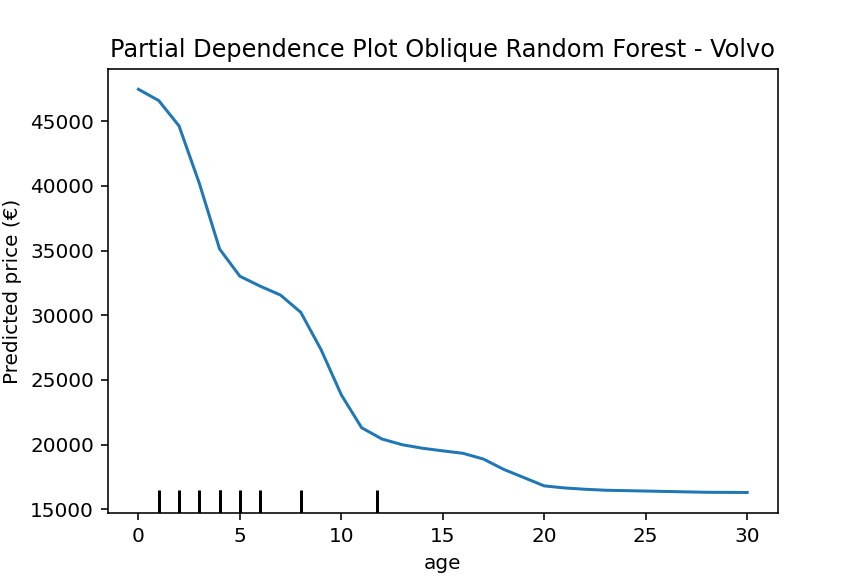 Partial Dependence Plot Oblique Random Forest - Volvo
Predicted price (€)
45000
40000
35000
30000
25000
20000
15000
0 5 10 15 20 25 30
age